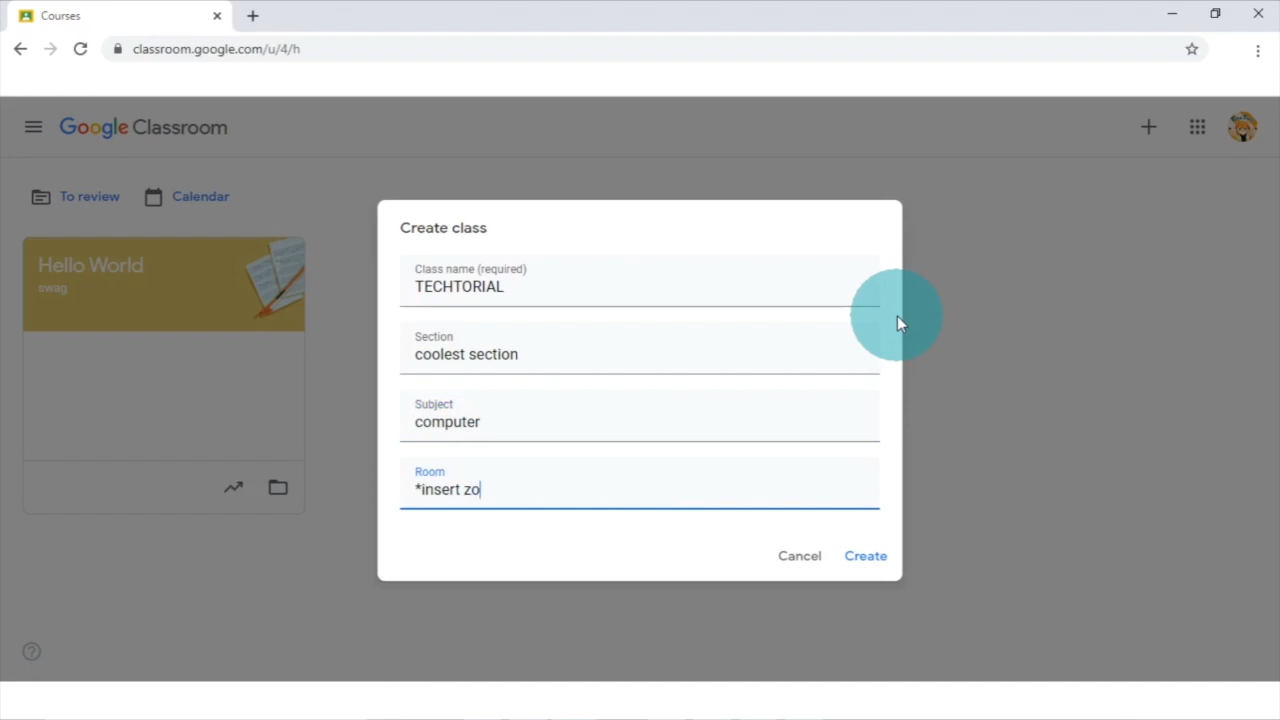 Courses
classroom.google.com/u/4/h
Google Classroom
To review
Calendar
Hello World
swag
Create class
Class name (required)
TECHTORIAL
Section
coolest section
Subject
computer
Room
*insert zo
Cancel
Create